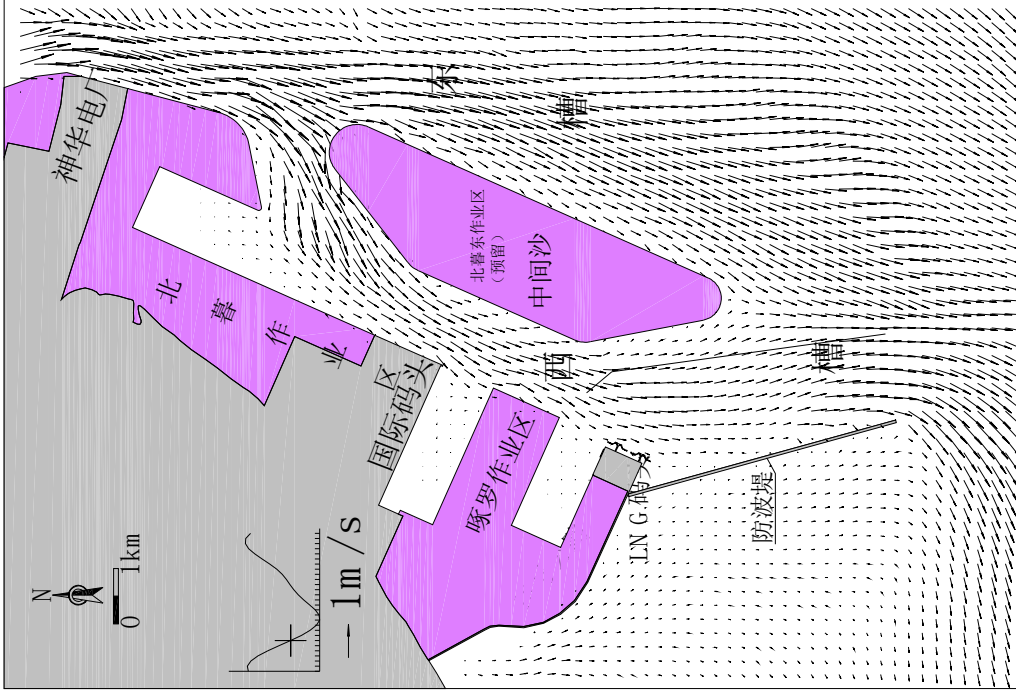 东
槽
神华电厂
北暮作业区
北暮东作业区
（预留）
中间沙
国际码头
西
槽
啄罗作业区
LNG码
防波堤
N
0 1km
1m/s